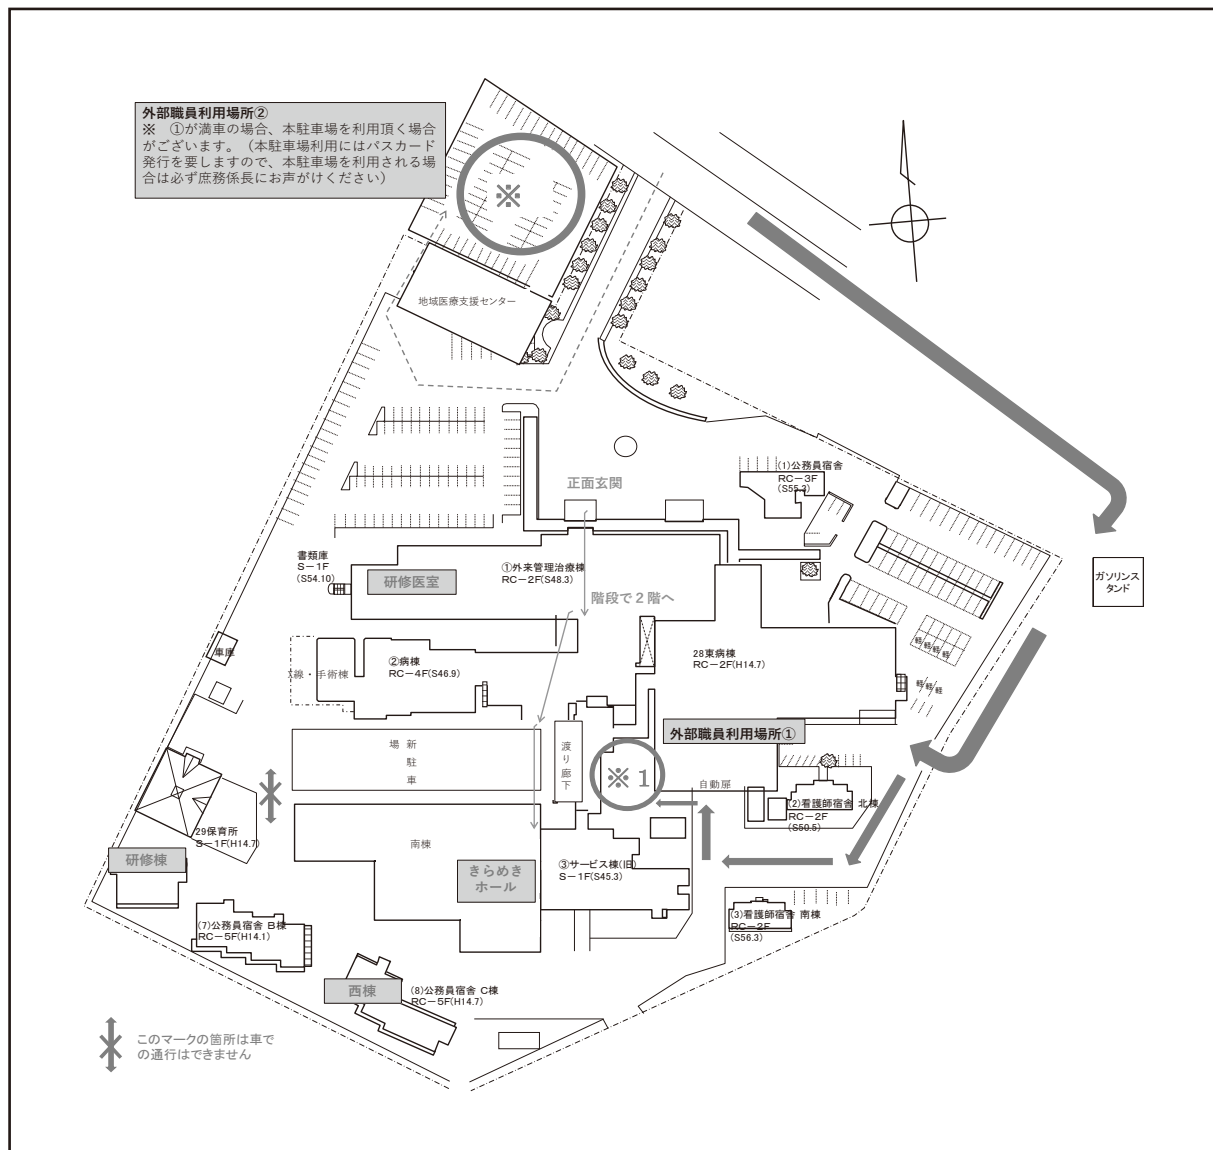 外部職員利用場所②
※　①が満車の場合、本駐車場を利用頂く場合
がございます。（本駐車場利用にはパスカード
発行を要しますので、本駐車場を利用される場
合は必ず庶務係長にお声がけください）
※
地域医療支援センター
正面玄関
(1)公務員宿舎
RC－3F
(S55.3)
書類庫
S－1F
(S54.10)
研修医室
①外来管理治療棟
RC－2F(S48.3)
階段で２階へ
ガソリンス
タンド
車庫
線・手術棟
②病棟
RC－4F(S46.9)
28東病棟
RC－2F(H14.7)
軽 軽 軽 軽
軽 軽 軽
外部職員利用場所①
新駐車
場
渡り廊下
※１
自動扉
(2)看護師宿舎 北棟
RC－2F
(S50.5)
29保育所
S－1F(H14.7)
研修棟
南棟
きらめき
ホール
③サービス棟(旧)
S－1F(S45.3)
(3)看護師宿舎 南棟
RC－2F
(S56.3)
(7)公務員宿舎 B棟
RC－5F(H14.1)
西棟
(8)公務員宿舎 C棟
RC－5F(H14.7)
このマークの箇所は車で
の通行はできません